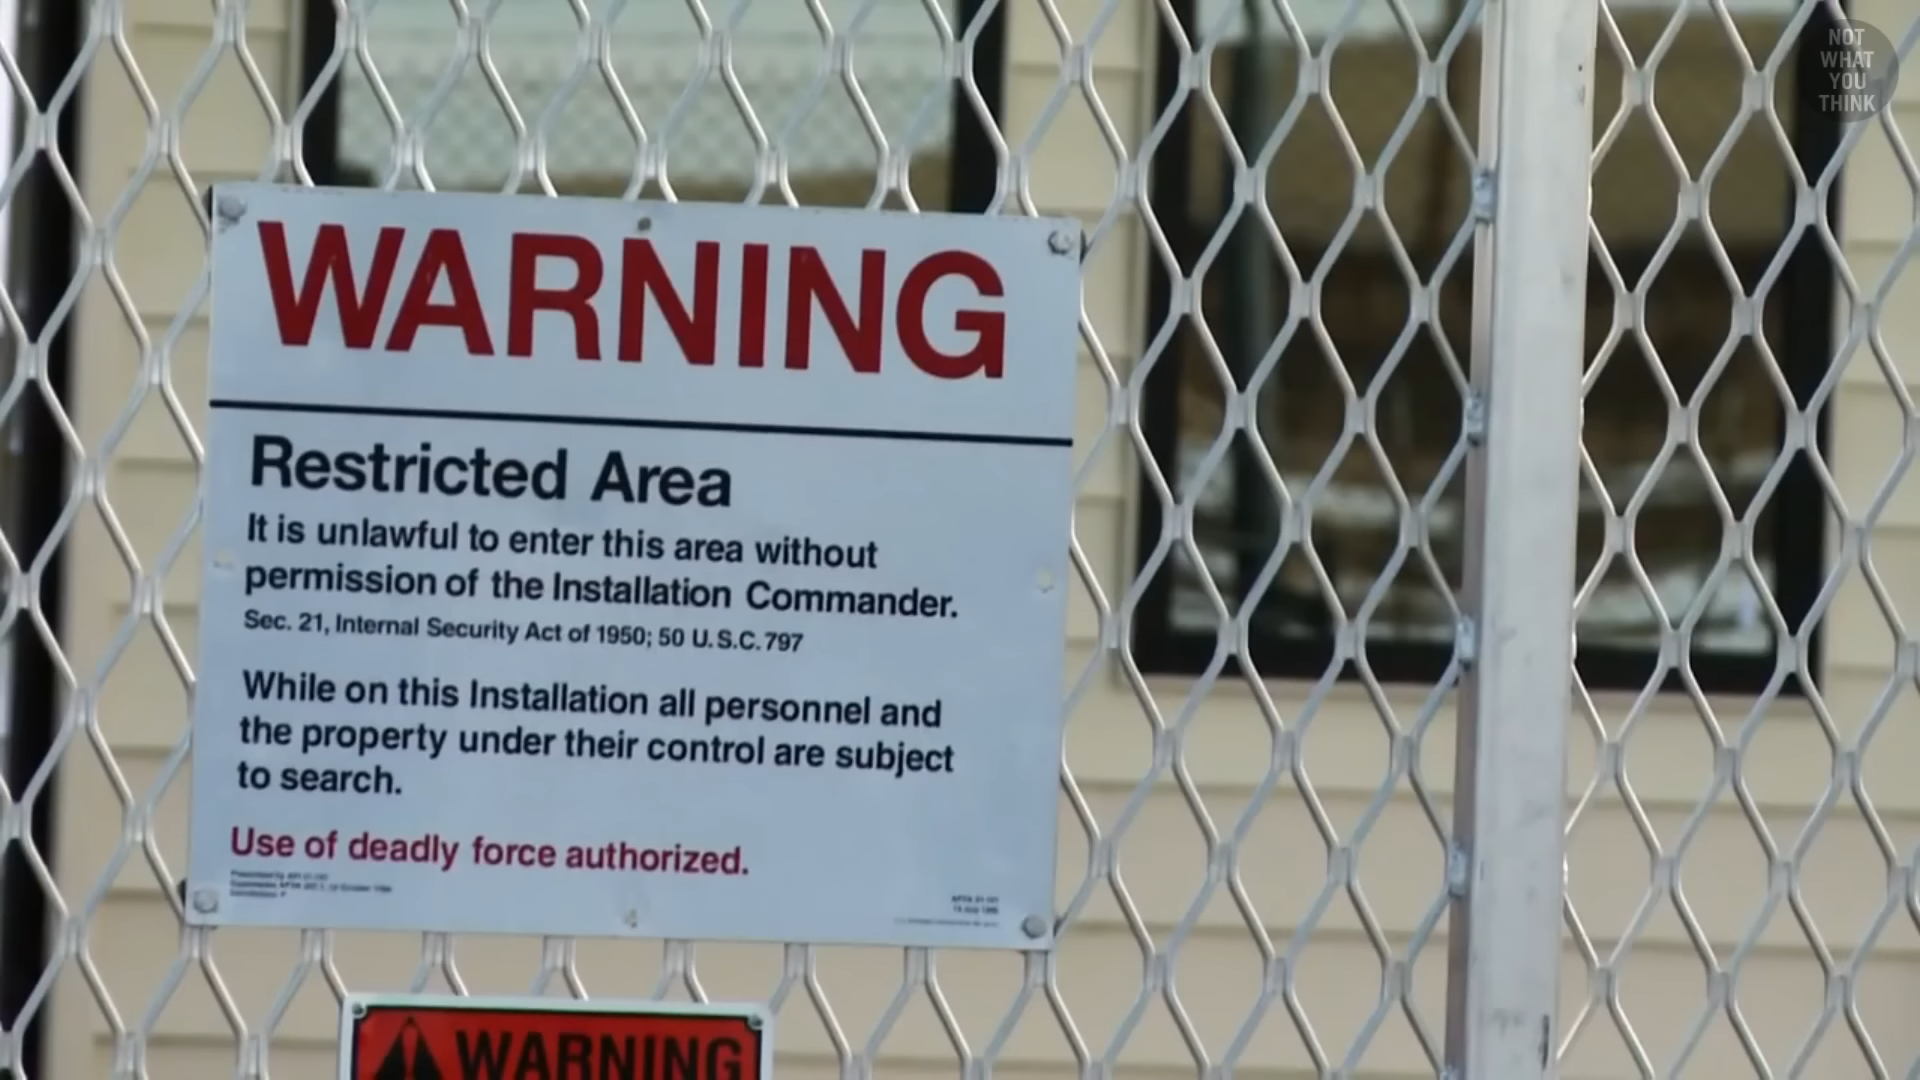 NOT
WHAT
YOU
THINK
WARNING
Restricted Area
It is unlawful to enter this area without
permission of the Installation Commander.
Sec. 21, Internal Security Act of 1950; 50 U.S.C. 797
While on this Installation all personnel and
the property under their control are subject
to search.
Use of deadly force authorized.
WARNING